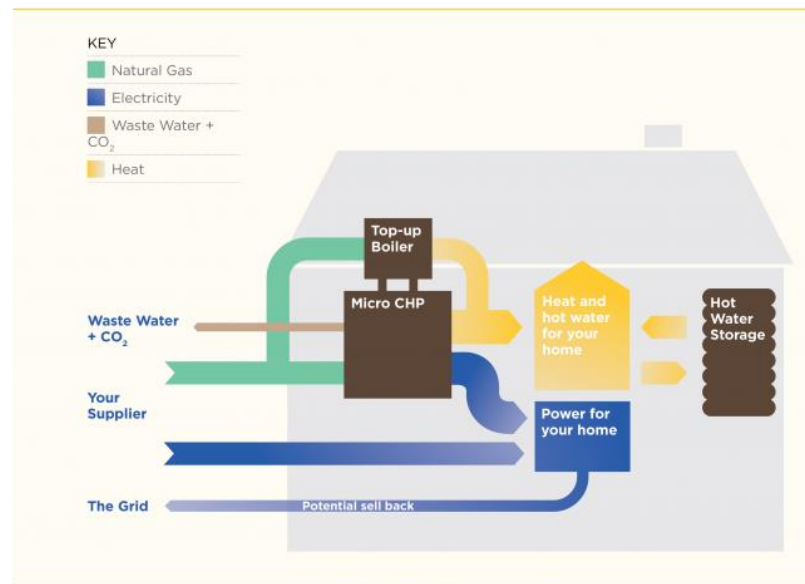 KEY
Natural Gas
Electricity
Waste Water +
CO₂
Heat
Top-up
Boiler
Micro CHP
Waste Water
+ CO₂
Your
Supplier
The Grid
Heat and
hot water
for your
home
Hot
Water
Storage
Power for
your home
Potential sell back